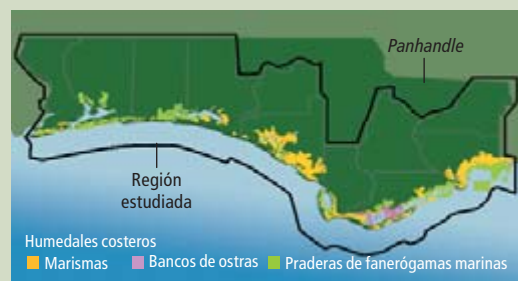 Panhandle
Región
estudiada
Humedales costeros
Marismas Bancos de ostras Praderas de fanerógamas marinas